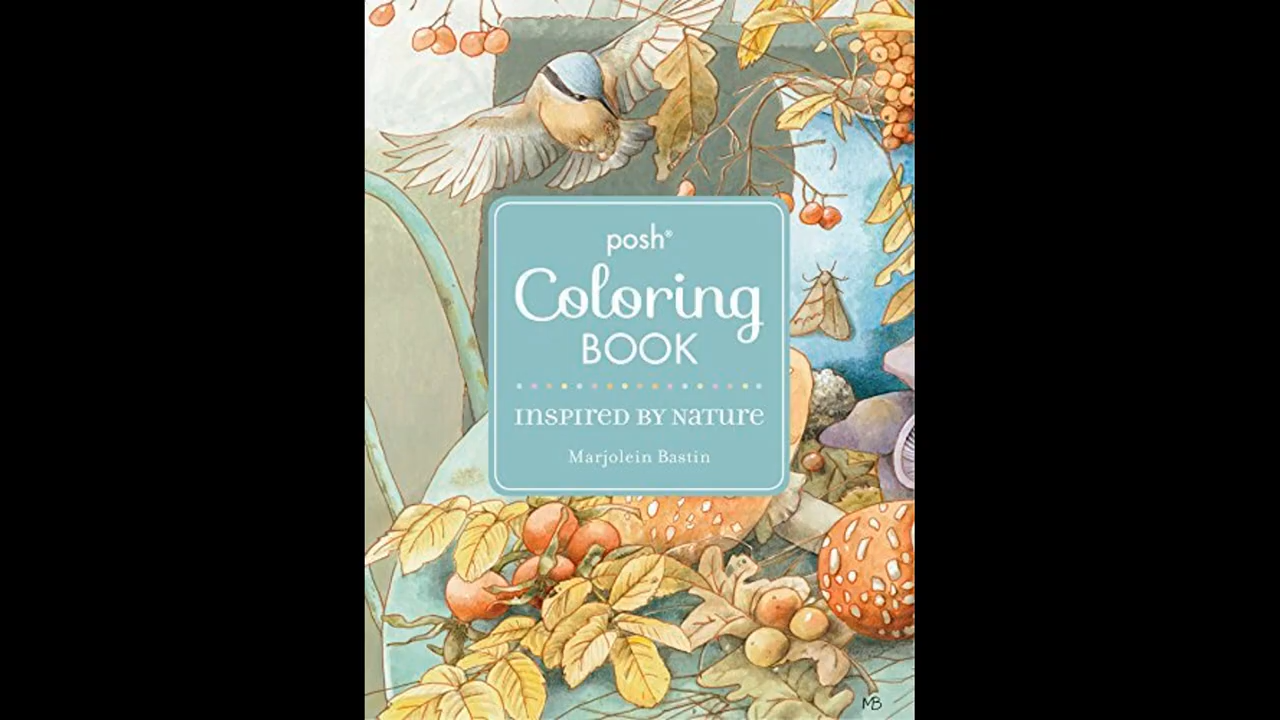 posh®
Coloring
BOOK
INSPIRED BY NATURE
Marjolein Bastin
MB